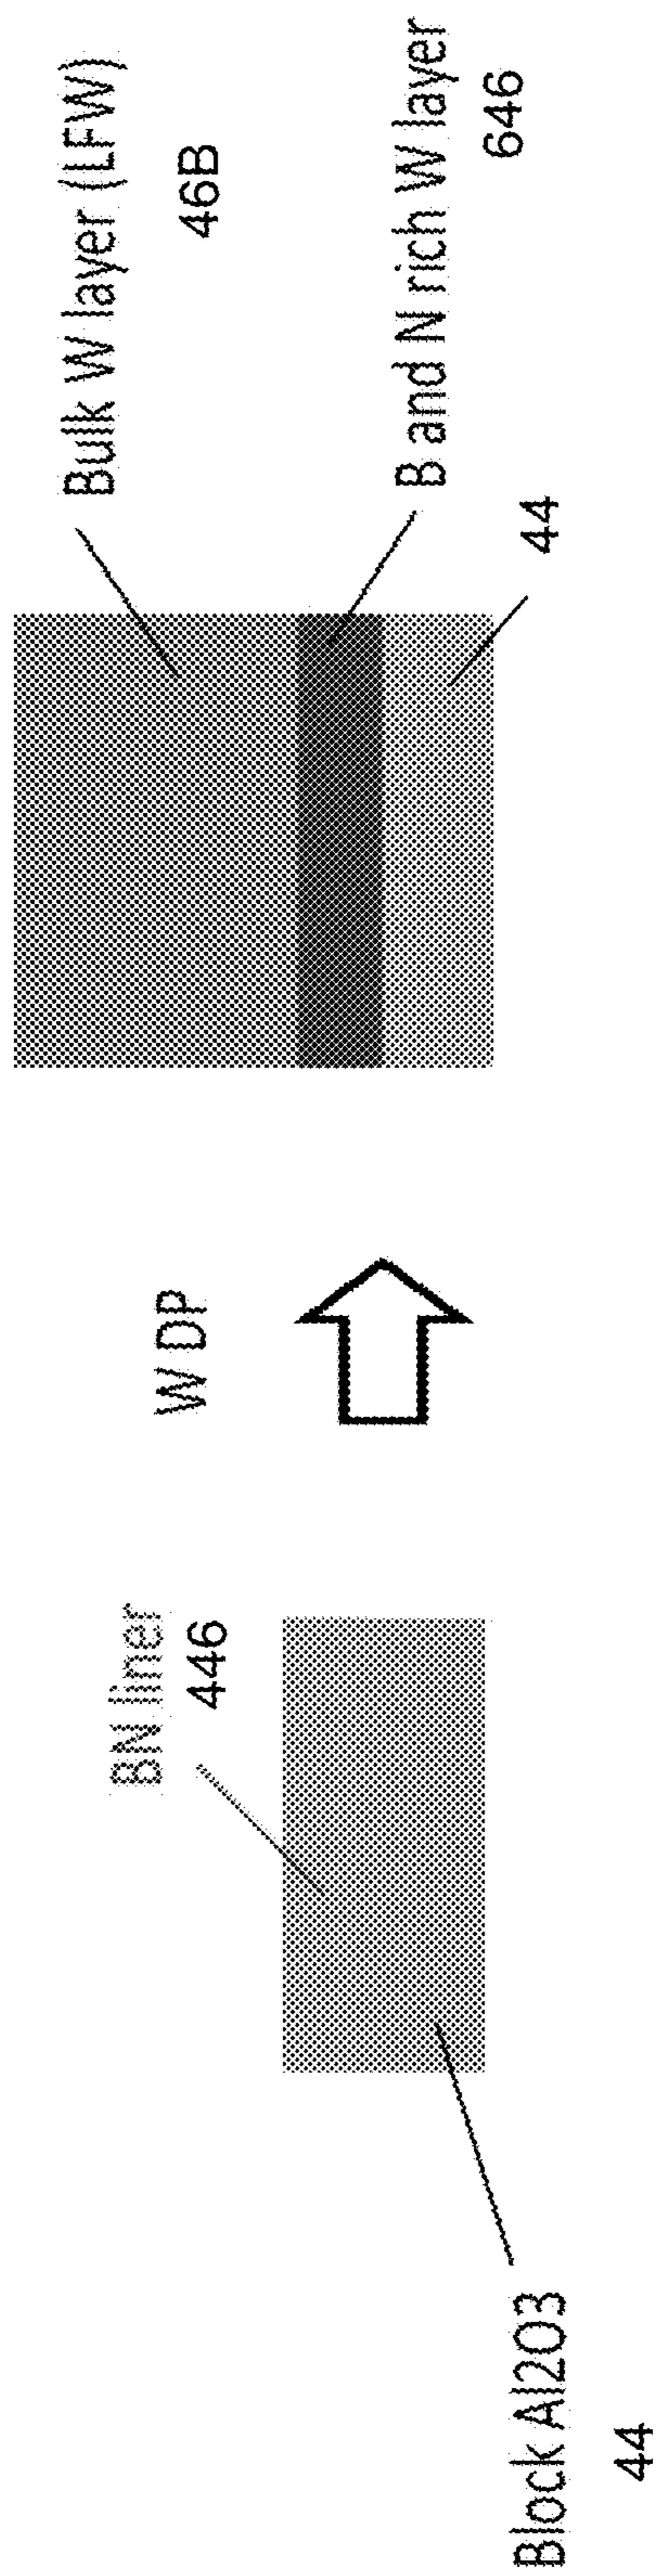 Block Al2O3
44
BN liner
446
W DP
Bulk W layer (LFW)
46B
B and N rich W layer
646
44